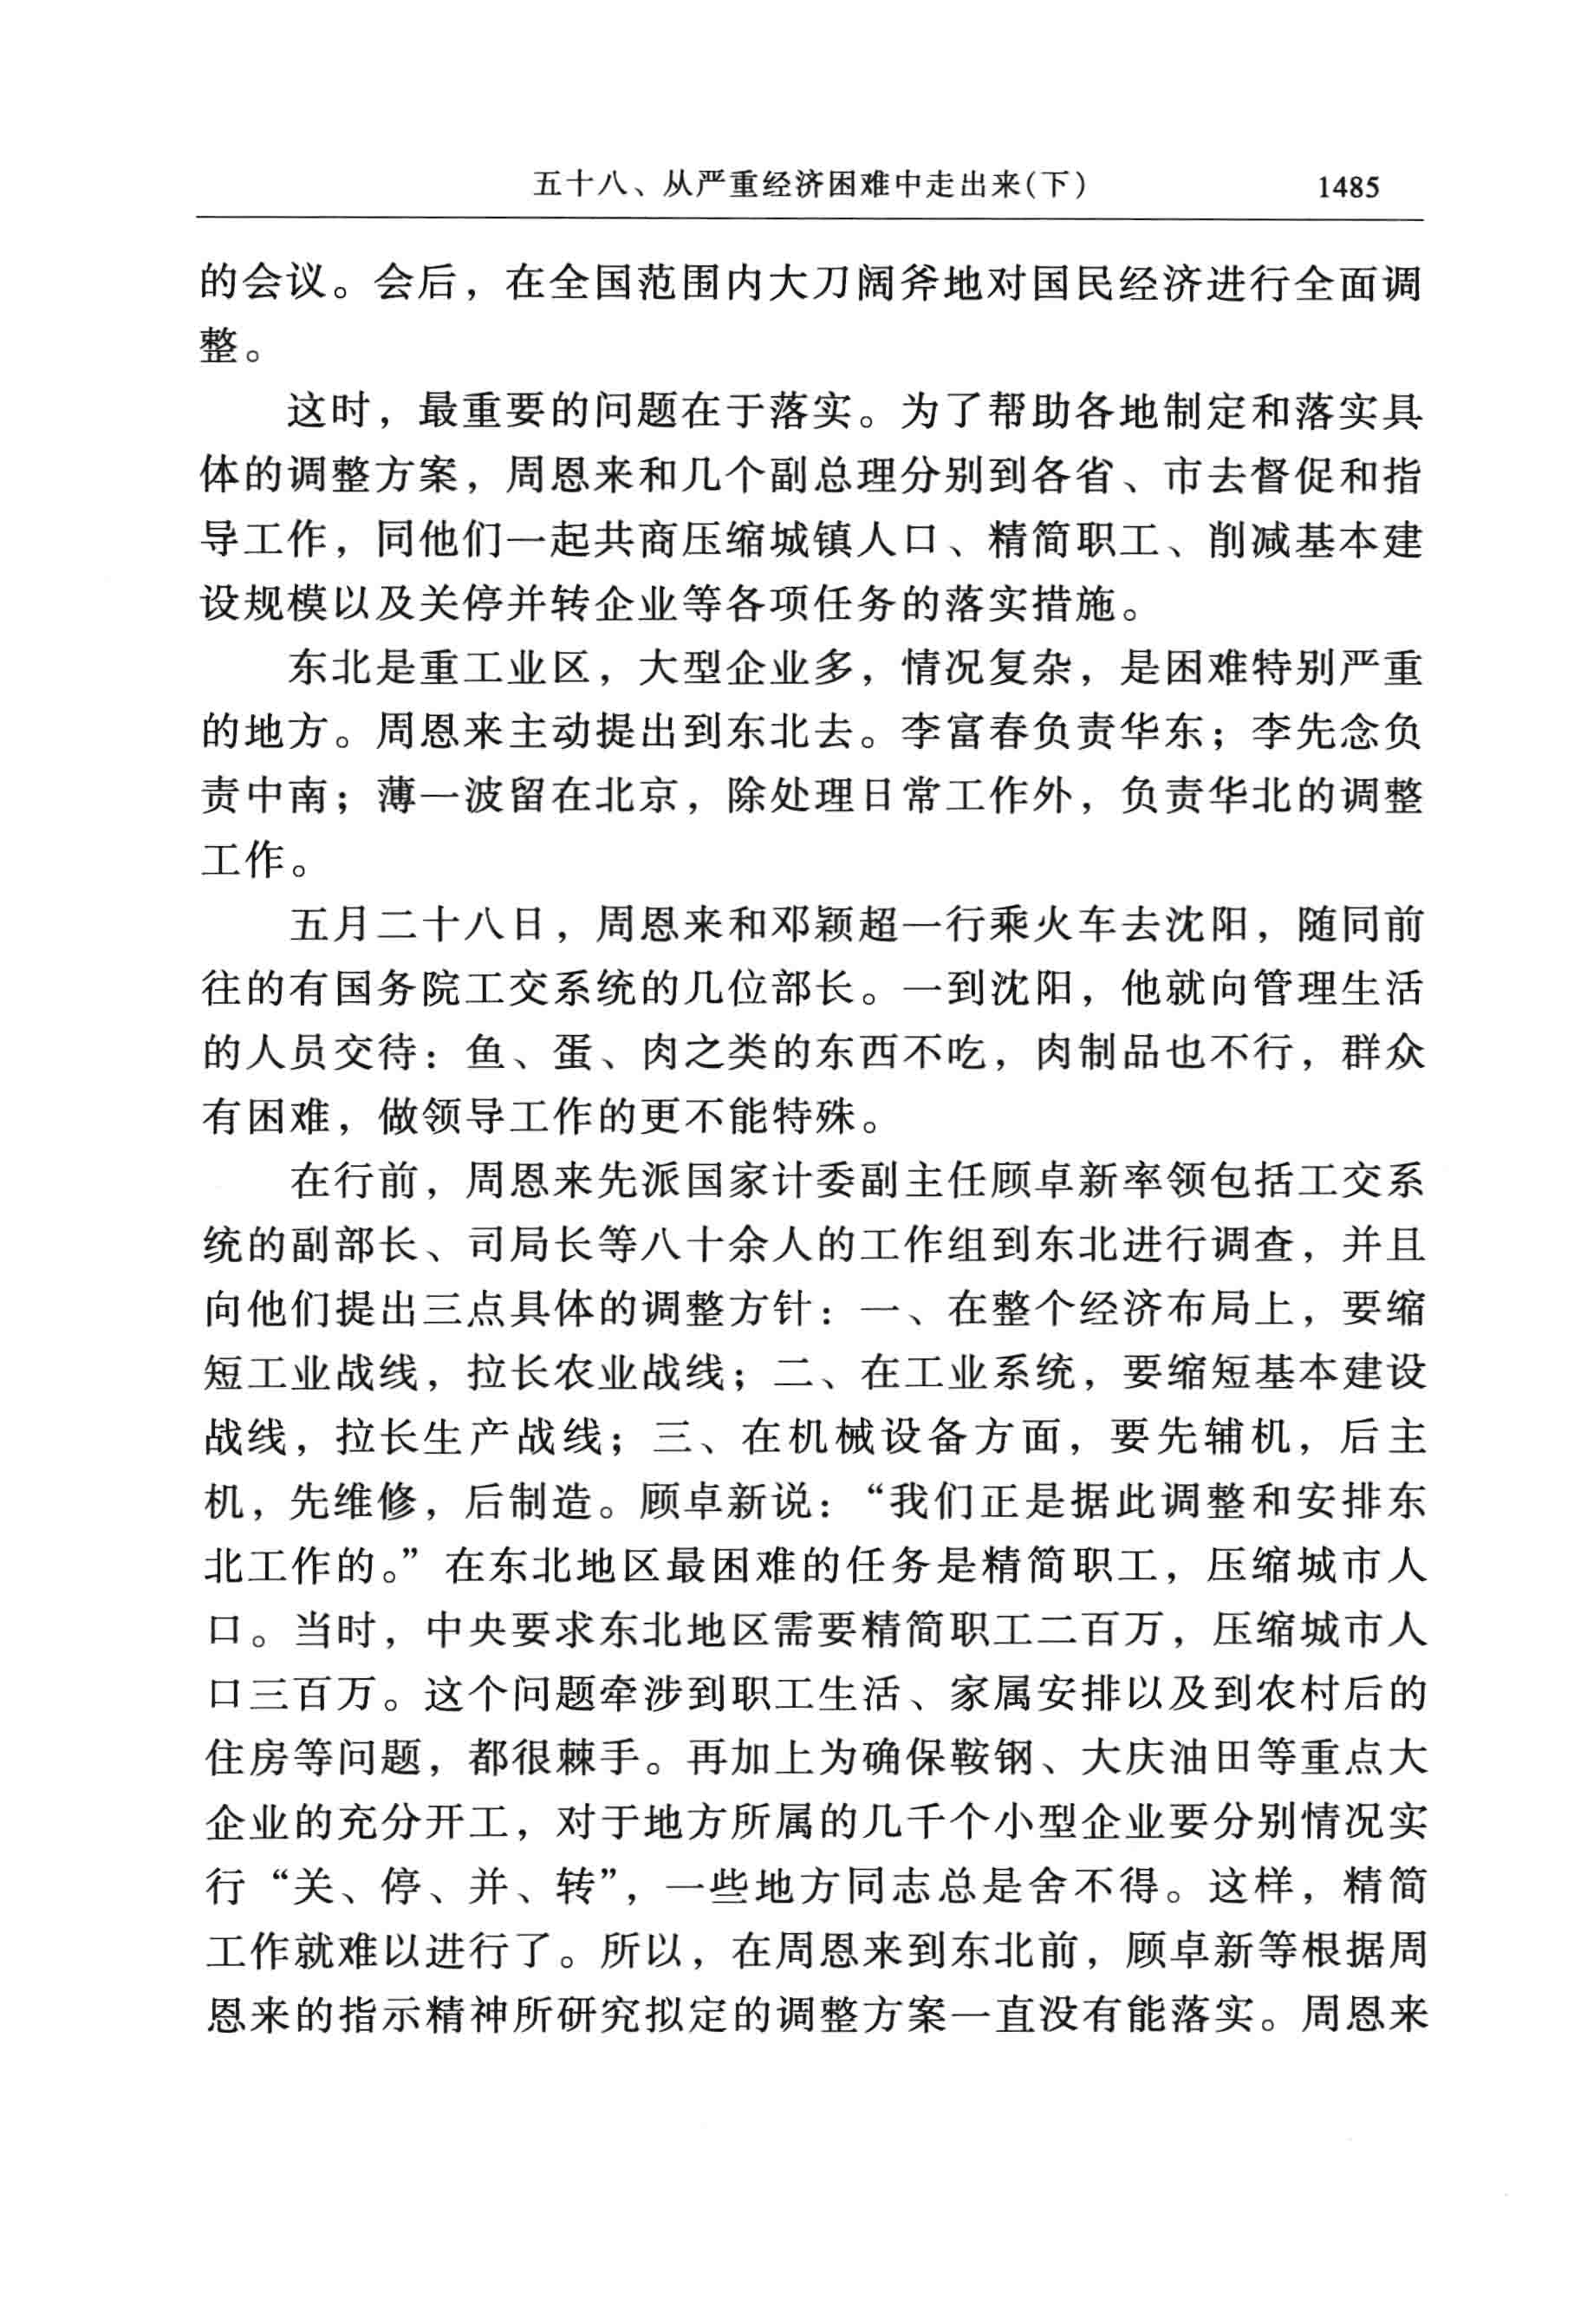 五十八、从严重经济困难中走出来(下) 1485
的会议。会后，在全国范围内大刀阔斧地对国民经济进行全面调
整。
这时，最重要的问题在于落实。为了帮助各地制定和落实具
体的调整方案，周恩来和几个副总理分别到各省、市去督促和指
导工作，同他们一起共商压缩城镇人口、精简职工、削减基本建
设规模以及关停并转企业等各项任务的落实措施。
东北是重工业区，大型企业多，情况复杂，是困难特别严重
的地方。周恩来主动提出到东北去。李富春负责华东；李先念负
责中南；薄一波留在北京，除处理日常工作外，负责华北的调整
工作。
五月二十八日，周恩来和邓颖超一行乘火车去沈阳，随同前
往的有国务院工交系统的几位部长。一到沈阳，他就向管理生活
的人员交待：鱼、蛋、肉之类的东西不吃，肉制品也不行，群众
有困难，做领导工作的更不能特殊。
在行前，周恩来先派国家计委副主任顾卓新率领包括工交系
统的副部长、司局长等八十余人的工作组到东北进行调查，并且
向他们提出三点具体的调整方针：一、在整个经济布局上，要缩
短工业战线，拉长农业战线；二、在工业系统，要缩短基本建设
战线，拉长生产战线；三、在机械设备方面，要先辅机，后主
机，先维修，后制造。顾卓新说：“我们正是据此调整和安排东
北工作的。”在东北地区最困难的任务是精简职工，压缩城市人
口。当时，中央要求东北地区需要精简职工二百万，压缩城市人
口三百万。这个问题牵涉到职工生活、家属安排以及到农村后的
住房等问题，都很棘手。再加上为确保鞍钢、大庆油田等重点大
企业的充分开工，对于地方所属的几千个小型企业要分别情况实
行“关、停、并、转”，一些地方同志总是舍不得。这样，精简
工作就难以进行了。所以，在周恩来到东北前，顾卓新等根据周
恩来的指示精神所研究拟定的调整方案一直没有能落实。周恩来